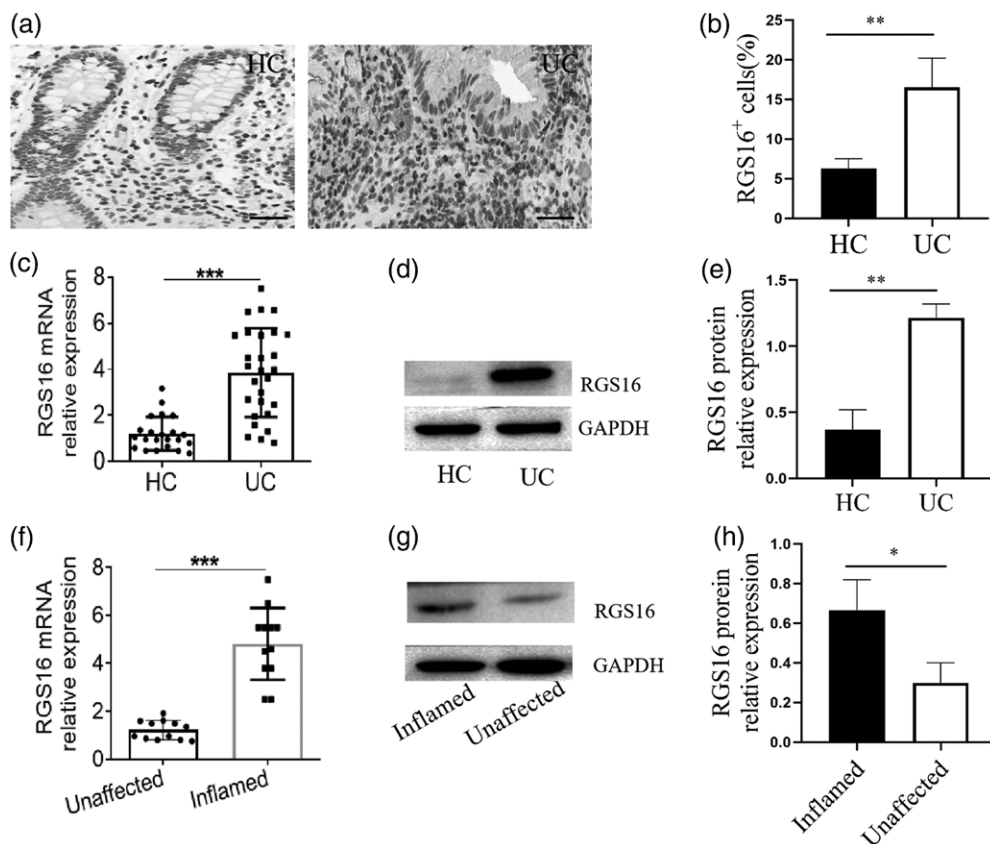 (a)
HC
UC
(b)
RGS16+ cells(%)
25
20
15
10
5
0
**
HC
UC
(c)
RGS16 mRNA
relative expression
8
6
4
2
0
***
HC
UC
(d)
RGS16
GAPDH
HC
UC
(e)
RGS16 protein
relative expression
1.5
1.0
0.5
0.0
**
HC
UC
(f)
RGS16 mRNA
relative expression
8
6
4
2
0
***
Unaffected
Inflamed
(g)
RGS16
GAPDH
Inflamed
Unaffected
(h)
RGS16 prorein
relative expression
0.8
0.6
0.4
0.2
0.0
*
Inflamed
Unaffected